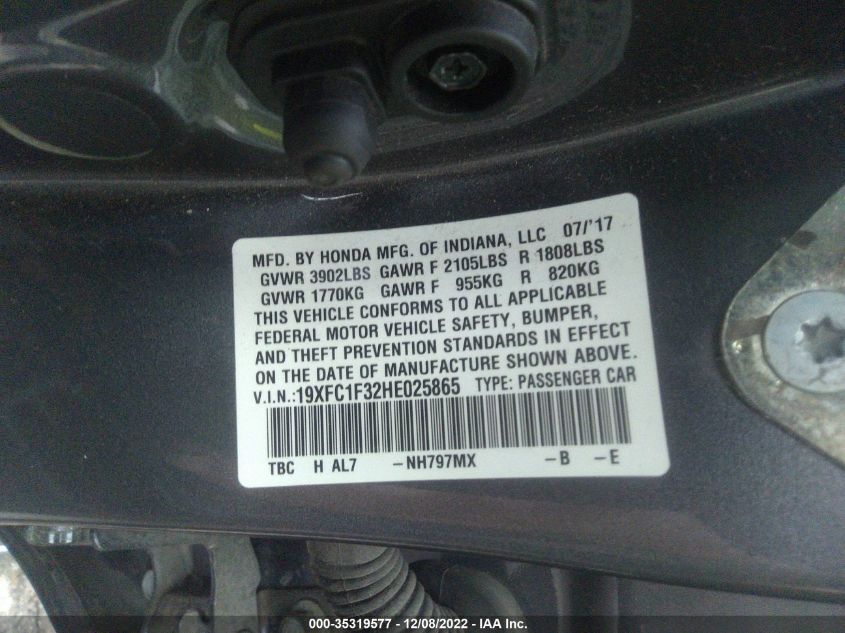 MFD. BY HONDA MFG. OF INDIANA, LLC 07/'17
GVWR 3902LBS GAWR F 2105LBS R 1808LBS
GVWR 1770KG GAWR F 955KG R 820KG
THIS VEHICLE CONFORMS TO ALL APPLICABLE
FEDERAL MOTOR VEHICLE SAFETY, BUMPER,
AND THEFT PREVENTION STANDARDS IN EFFECT
ON THE DATE OF MANUFACTURE SHOWN ABOVE.
V.I.N.:19XFC1F32HE025865 TYPE: PASSENGER CAR
TBC H AL7 -NH797MX -B -E
000-35319577 - 12/08/2022 - IAA Inc.